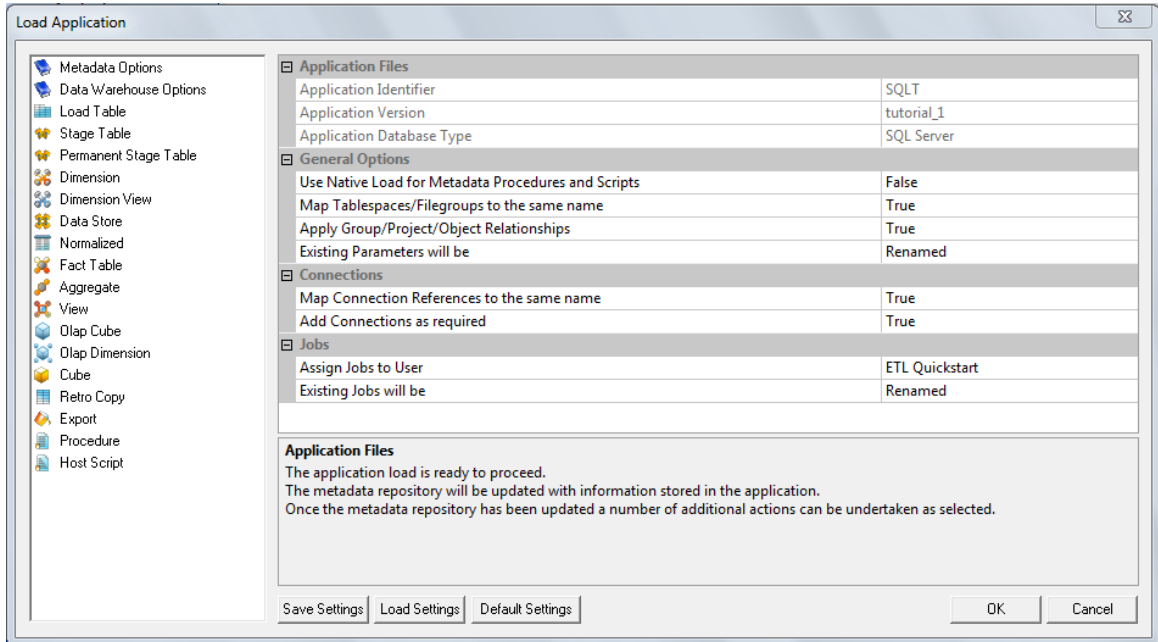 Load Application
Metadata Options
Data Warehouse Options
Load Table
Stage Table
Permanent Stage Table
Dimension
Dimension View
Data Store
Normalized
Fact Table
Aggregate
View
Olap Cube
Olap Dimension
Cube
Retro Copy
Export
Procedure
Host Script
Application Files
Application Identifier SQLT
Application Version tutorial_1
Application Database Type SQL Server
General Options
Use Native Load for Metadata Procedures and Scripts False
Map Tablespaces/Filegroups to the same name True
Apply Group/Project/Object Relationships True
Existing Parameters will be Renamed
Connections
Map Connection References to the same name True
Add Connections as required True
Jobs
Assign Jobs to User ETL Quickstart
Existing Jobs will be Renamed
Application Files
The application load is ready to proceed.
The metadata repository will be updated with information stored in the application.
Once the metadata repository has been updated a number of additional actions can be undertaken as selected.
Save Settings Load Settings Default Settings OK Cancel